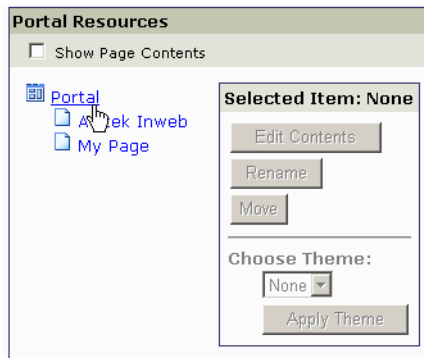 Portal Resources
Show Page Contents
Portal
Inweb
My Page
Selected Item: None
Edit Contents
Rename
Move
Choose Theme:
None
Apply Theme